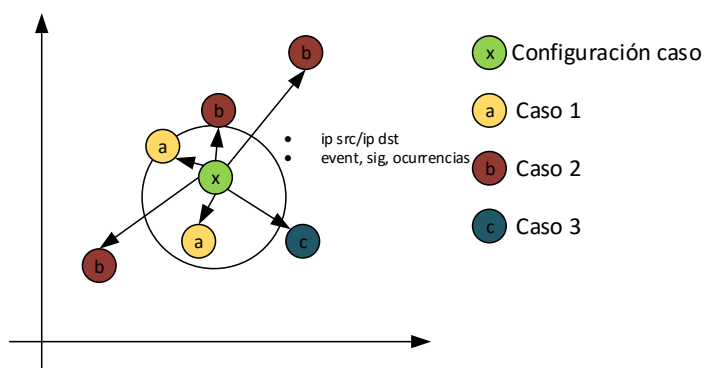 b
x Configuración caso
b
a Caso 1
a
• ip src/ip dst
• event, sig, ocurrencias
b Caso 2
x
a
c
c Caso 3
b